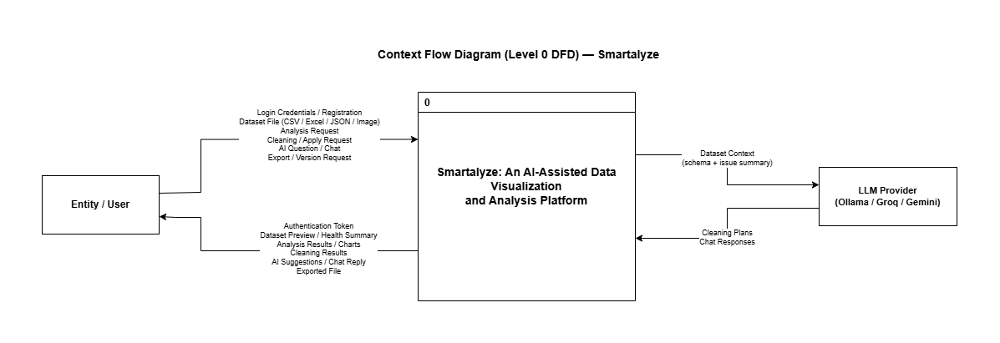 Context Flow Diagram (Level 0 DFD) — Smartalyze
0
Login Credentials / Registration
Dataset File (CSV / Excel / JSON / Image)
Analysis Request
Cleaning / Apply Request
AI Question / Chat
Export / Version Request
Entity / User
Smartalyze: An AI-Assisted Data
Visualization
and Analysis Platform
Dataset Context
(schema + issue summary)
LLM Provider
(Ollama / Groq / Gemini)
Authentication Token
Dataset Preview / Health Summary
Analysis Results / Charts
Cleaning Results
AI Suggestions / Chat Reply
Exported File
Cleaning Plans
Chat Responses